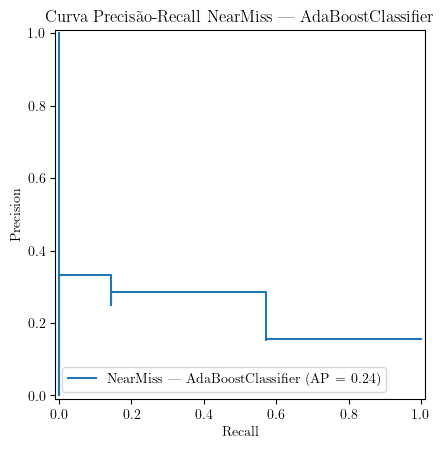 Curva Precisão-Recall NearMiss — AdaBoostClassifier
1.0
0.8
0.6
0.4
0.2
0.0
Precision
NearMiss — AdaBoostClassifier (AP = 0.24)
0.0 0.2 0.4 0.6 0.8 1.0
Recall